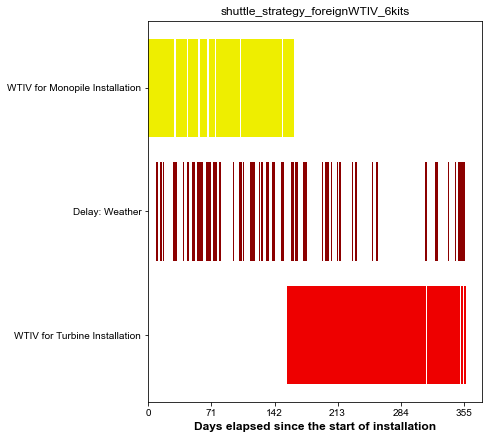 shuttle_strategy_foreignWTIV_6kits
WTIV for Monopile Installation
Delay: Weather
WTIV for Turbine Installation
0 71 142 213 284 355
Days elapsed since the start of installation